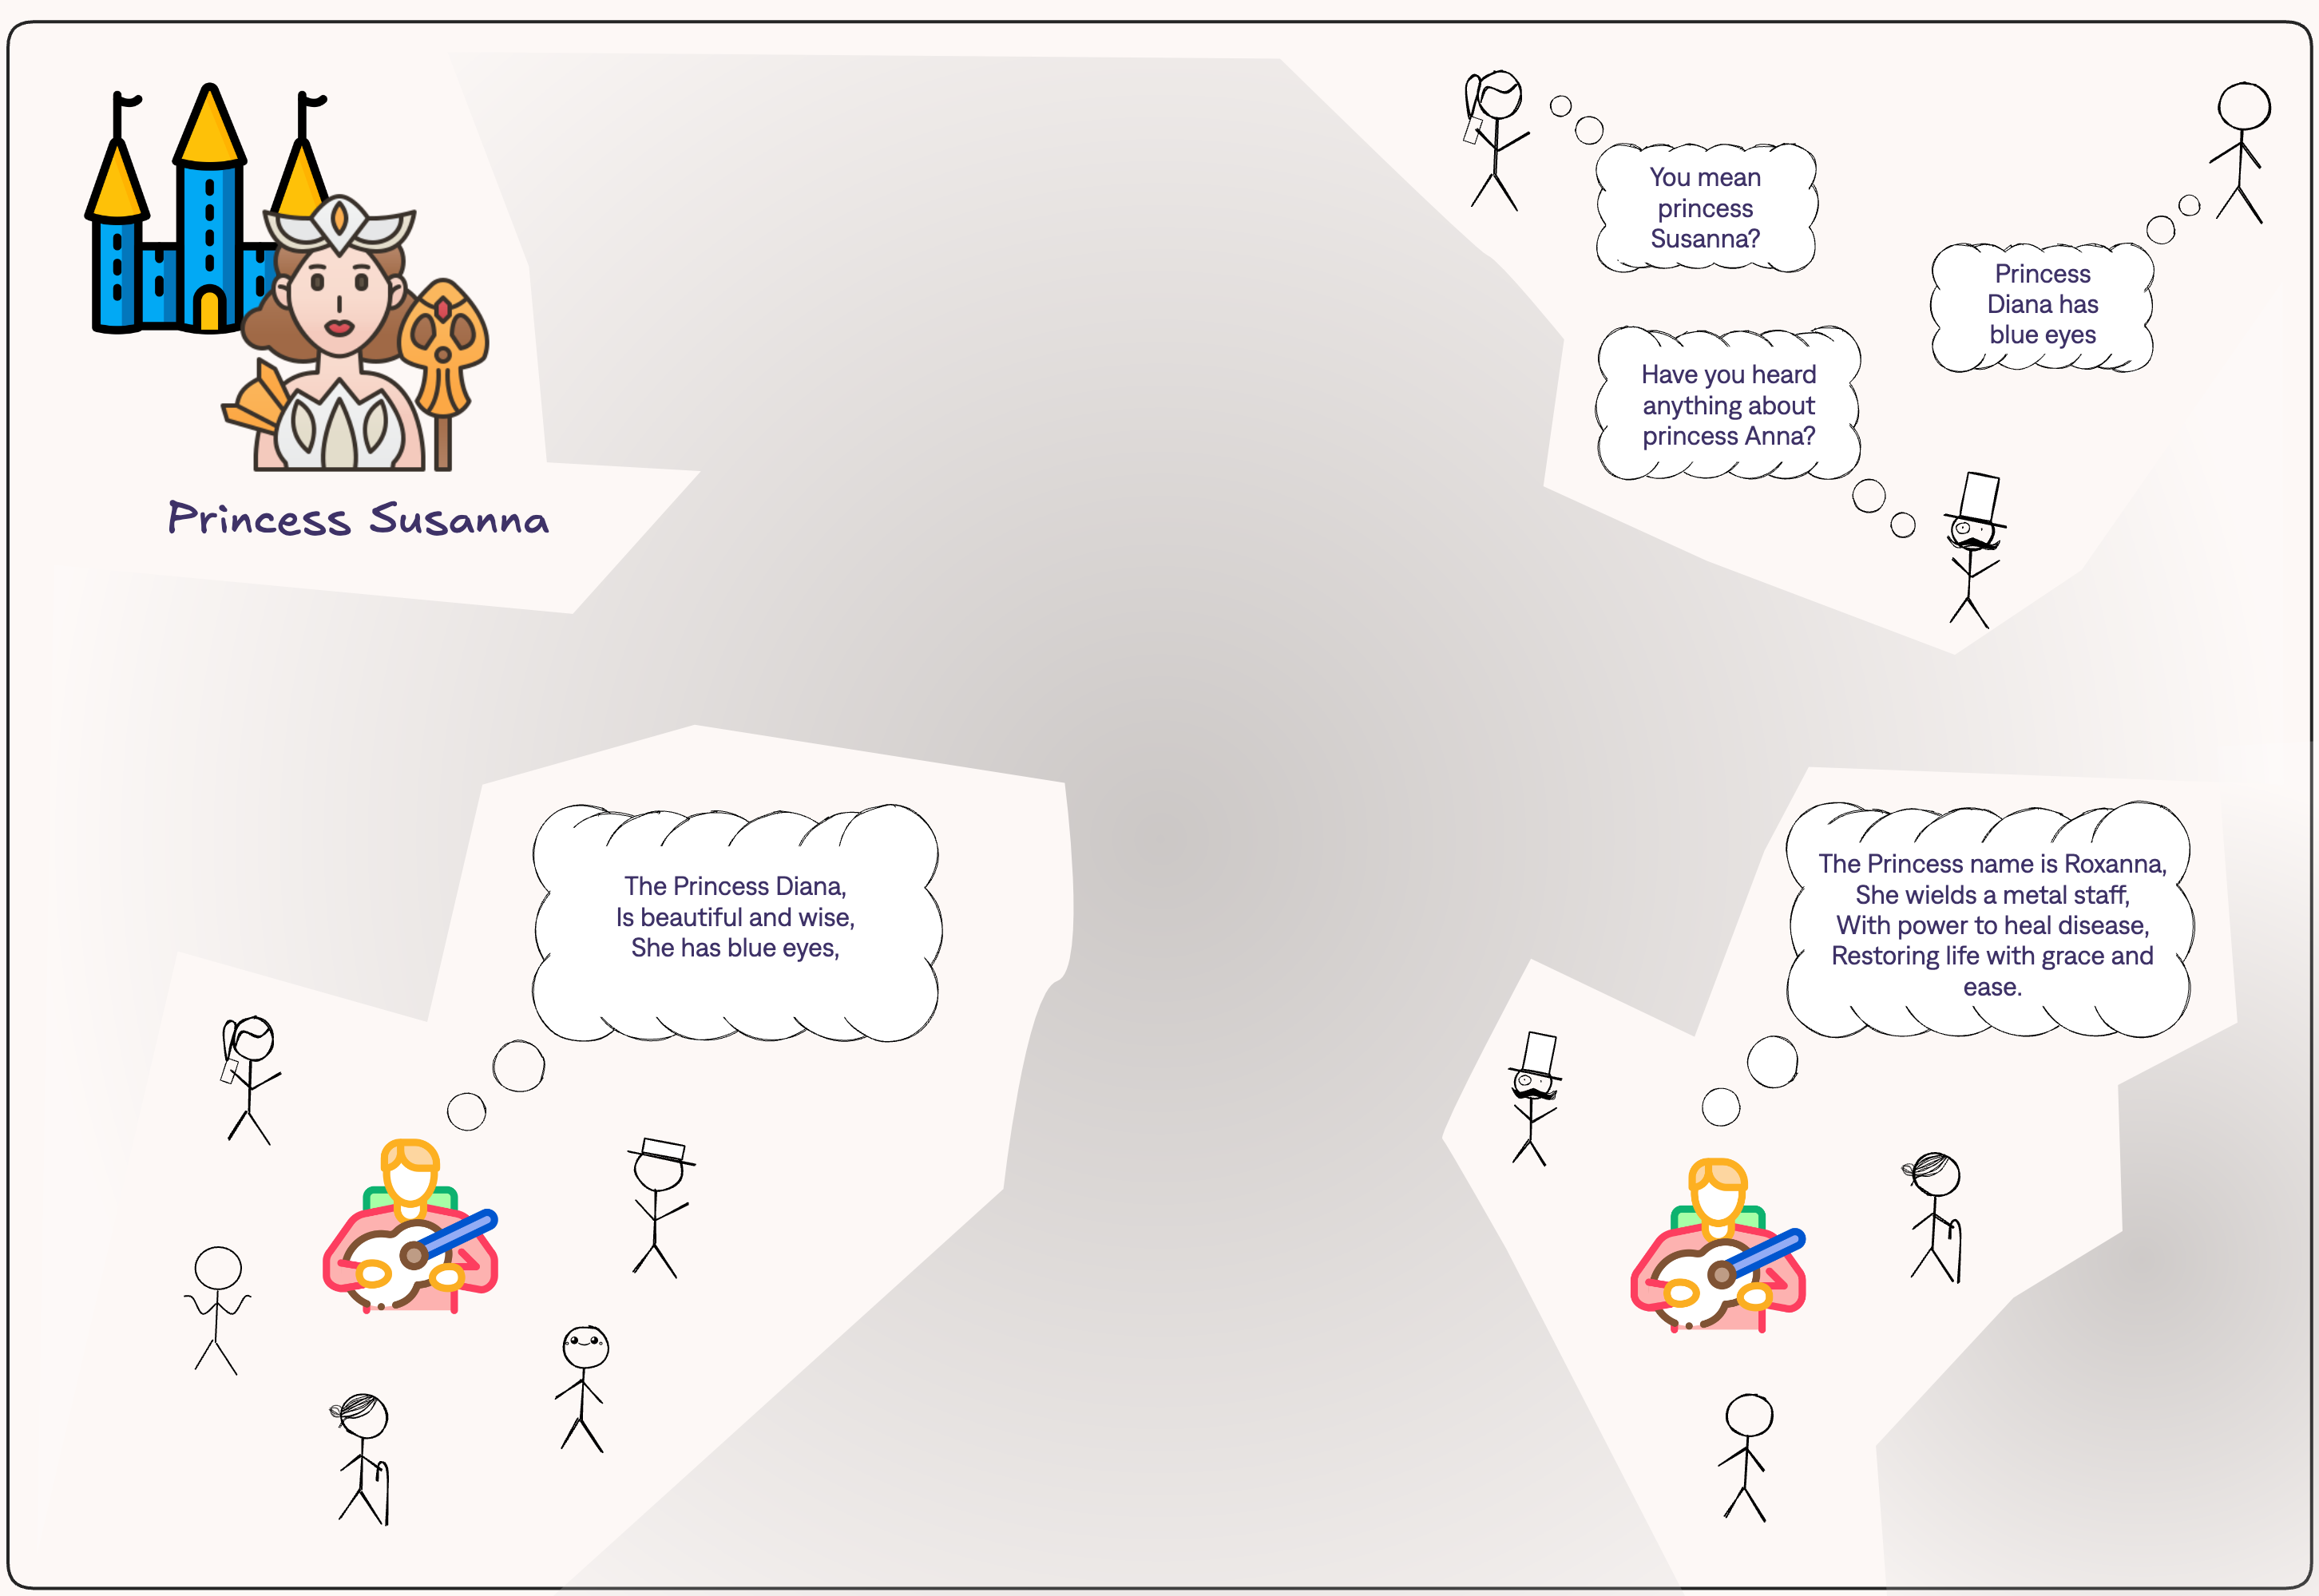 You mean
princess
Susanna?
Princess
Diana has
blue eyes
Have you heard
anything about
princess Anna?
Princess Susanna
The Princess Diana,
Is beautiful and wise,
She has blue eyes,
The Princess name is Roxanna,
She wields a metal staff,
With power to heal disease,
Restoring life with grace and
ease.